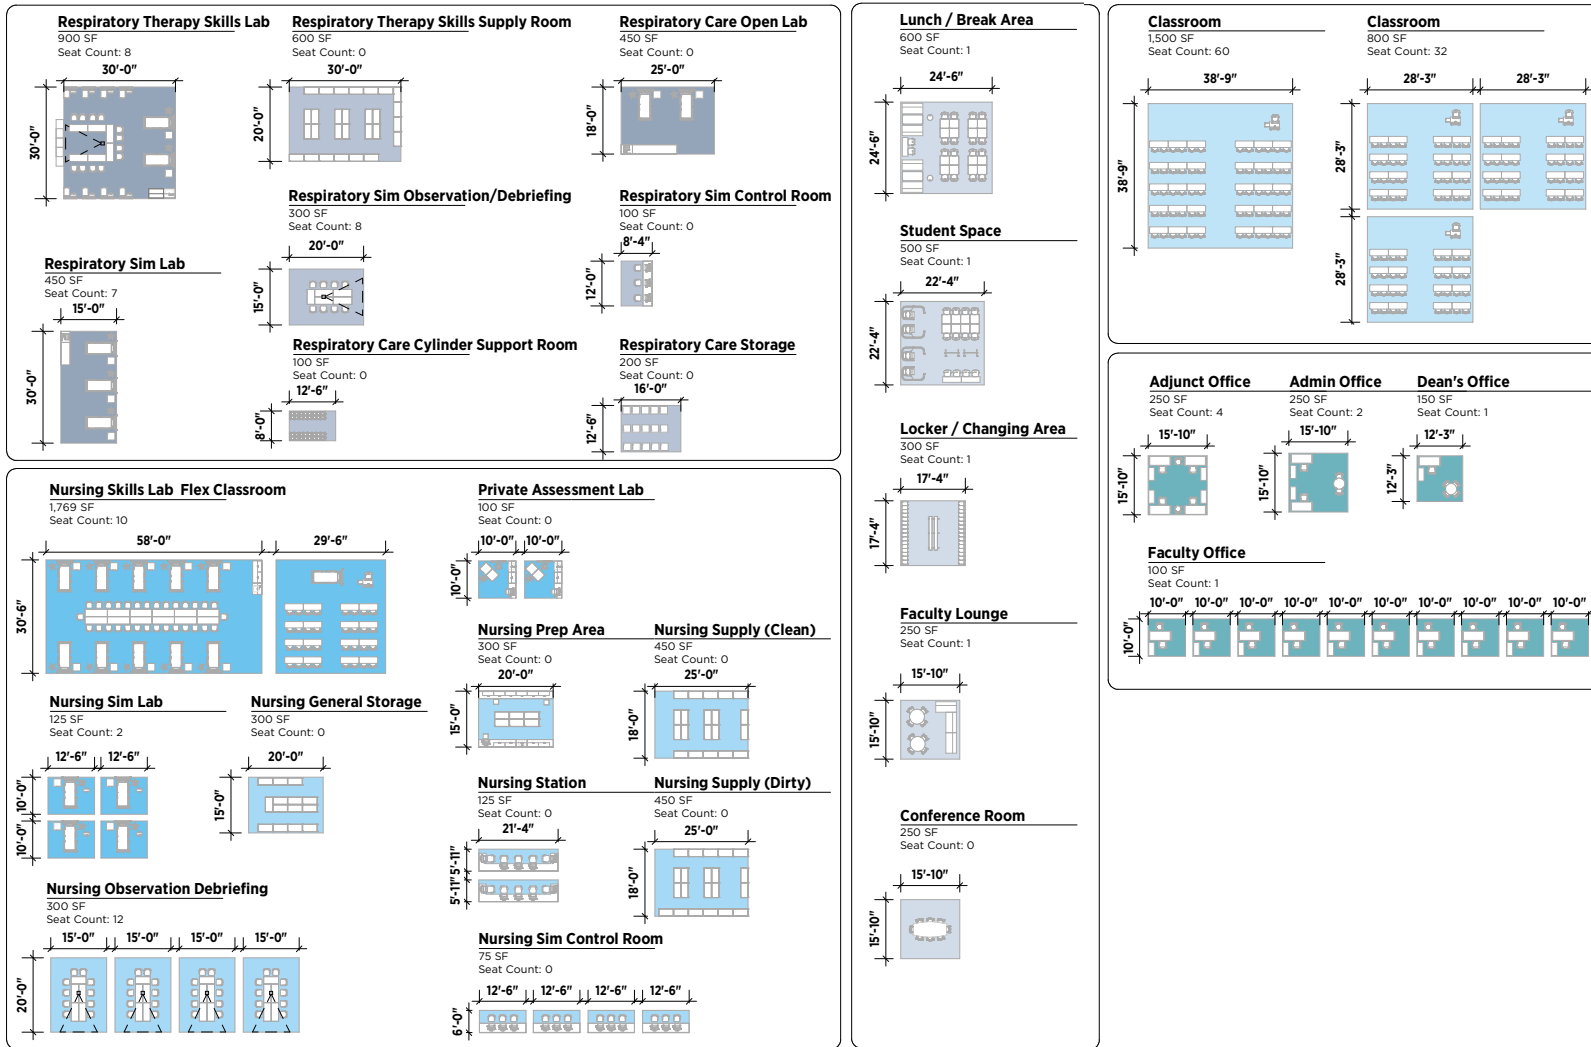 Respiratory Therapy Skills Lab
900 SF
Seat Count: 8
30'-0"
30'-0"
Respiratory Therapy Skills Supply Room
600 SF
Seat Count: 0
30'-0"
20'-0"
Respiratory Care Open Lab
450 SF
Seat Count: 0
25'-0"
18'-0"
Respiratory Sim Observation/Debriefing
300 SF
Seat Count: 8
20'-0"
15'-0"
Respiratory Sim Control Room
100 SF
Seat Count: 0
8'-4"
12'-0"
Respiratory Sim Lab
450 SF
Seat Count: 7
15'-0"
30'-0"
Respiratory Care Cylinder Support Room
100 SF
Seat Count: 0
12'-6"
8'-0"
Respiratory Care Storage
200 SF
Seat Count: 0
16'-0"
12'-6"
Nursing Skills Lab Flex Classroom
1,769 SF
Seat Count: 10
58'-0"
29'-6"
30'-6"
Private Assessment Lab
100 SF
Seat Count: 0
10'-0"
10'-0"
10'-0"
Nursing Prep Area
300 SF
Seat Count: 0
20'-0"
15'-0"
Nursing Supply (Clean)
450 SF
Seat Count: 0
25'-0"
18'-0"
Nursing Sim Lab
125 SF
Seat Count: 2
12'-6"
12'-6"
10'-0"
10'-0"
Nursing General Storage
300 SF
Seat Count: 0
20'-0"
15'-0"
Nursing Station
125 SF
Seat Count: 0
21'-4"
5'-11"
5'-11"
Nursing Supply (Dirty)
450 SF
Seat Count: 0
25'-0"
18'-0"
Nursing Observation Debriefing
300 SF
Seat Count: 12
15'-0"
15'-0"
15'-0"
15'-0"
20'-0"
Nursing Sim Control Room
75 SF
Seat Count: 0
12'-6"
12'-6"
12'-6"
12'-6"
6'-0"
Lunch / Break Area
600 SF
Seat Count: 1
24'-6"
24'-6"
Student Space
500 SF
Seat Count: 1
22'-4"
22'-4"
Locker / Changing Area
300 SF
Seat Count: 1
17'-4"
17'-4"
Faculty Lounge
250 SF
Seat Count: 1
15'-10"
15'-10"
Conference Room
250 SF
Seat Count: 0
15'-10"
15'-10"
Classroom
1,500 SF
Seat Count: 60
38'-9"
38'-9"
Classroom
800 SF
Seat Count: 32
28'-3"
28'-3"
28'-3"
28'-3"
Adjunct Office
250 SF
Seat Count: 4
15'-10"
15'-10"
Admin Office
250 SF
Seat Count: 2
15'-10"
15'-10"
Dean's Office
150 SF
Seat Count: 1
12'-3"
12'-3"
Faculty Office
100 SF
Seat Count: 1
10'-0"
10'-0"
10'-0"
10'-0"
10'-0"
10'-0"
10'-0"
10'-0"
10'-0"
10'-0"
10'-0"